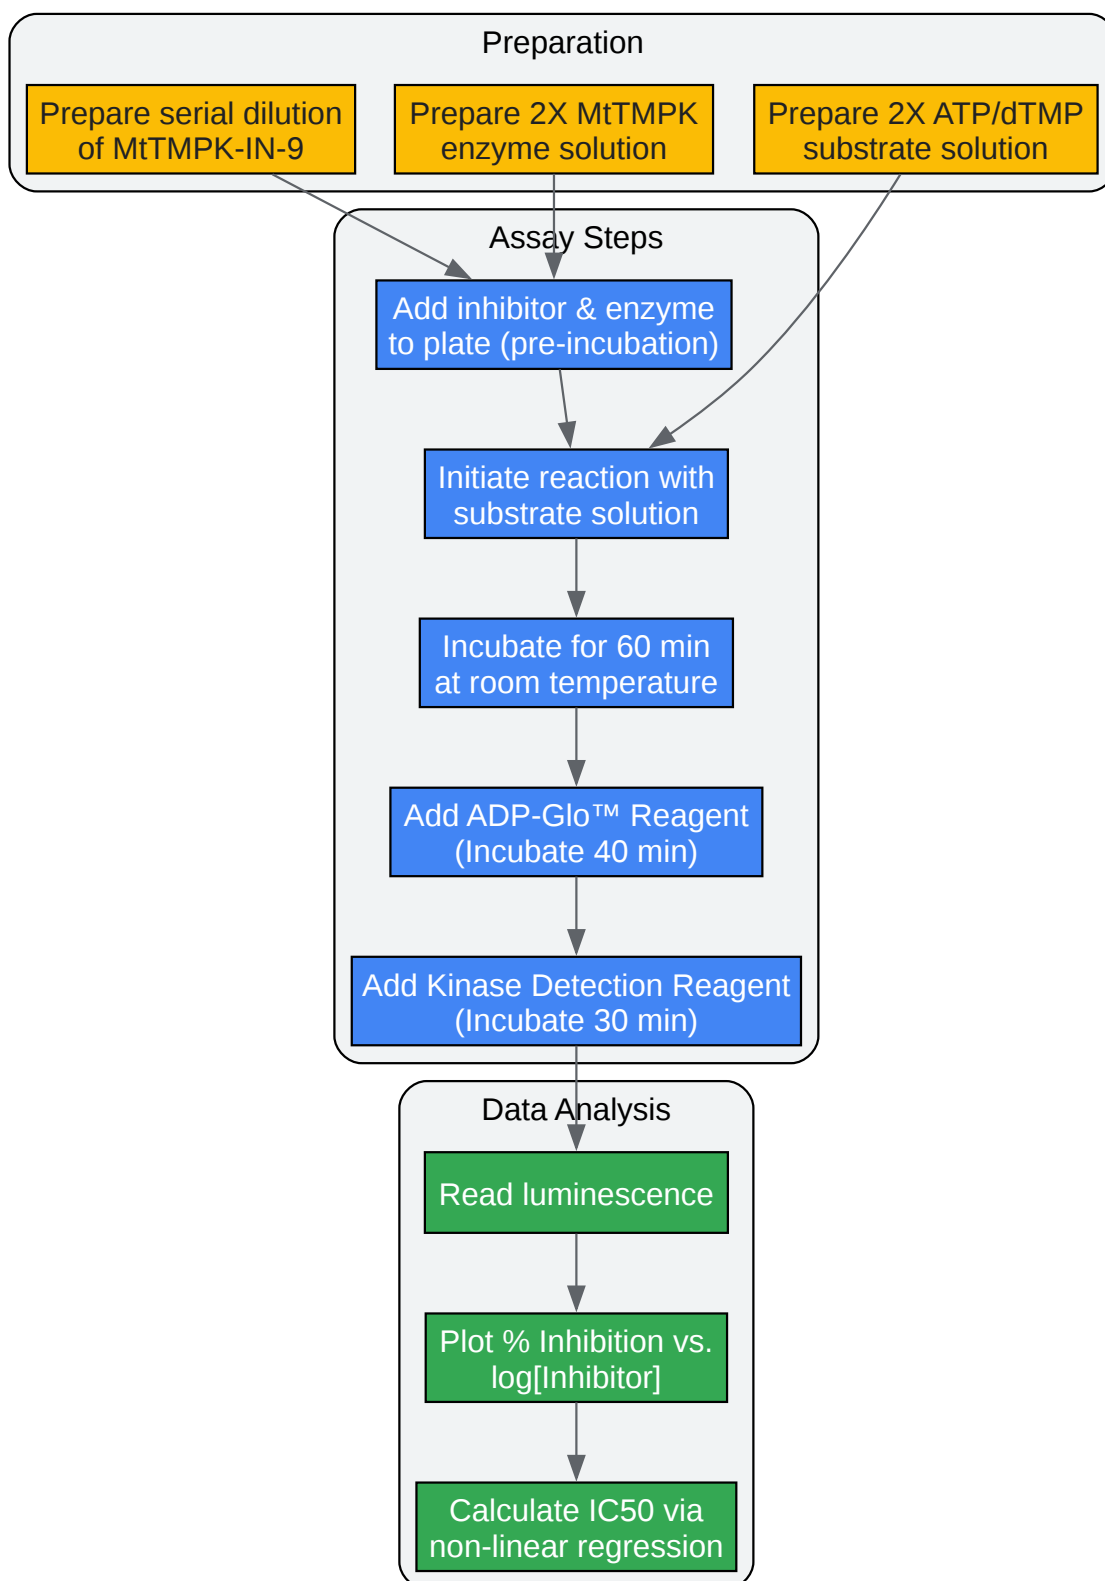 Preparation
Prepare serial dilution
of MtTMPK-IN-9
Prepare 2X MtTMPK
enzyme solution
Prepare 2X ATP/dTMP
substrate solution
Assay Steps
Add inhibitor & enzyme
to plate (pre-incubation)
Initiate reaction with
substrate solution
Incubate for 60 min
at room temperature
Add ADP-Glo™ Reagent
(Incubate 40 min)
Add Kinase Detection Reagent
(Incubate 30 min)
Data Analysis
Read luminescence
Plot % Inhibition vs.
log[Inhibitor]
Calculate IC50 via
non-linear regression